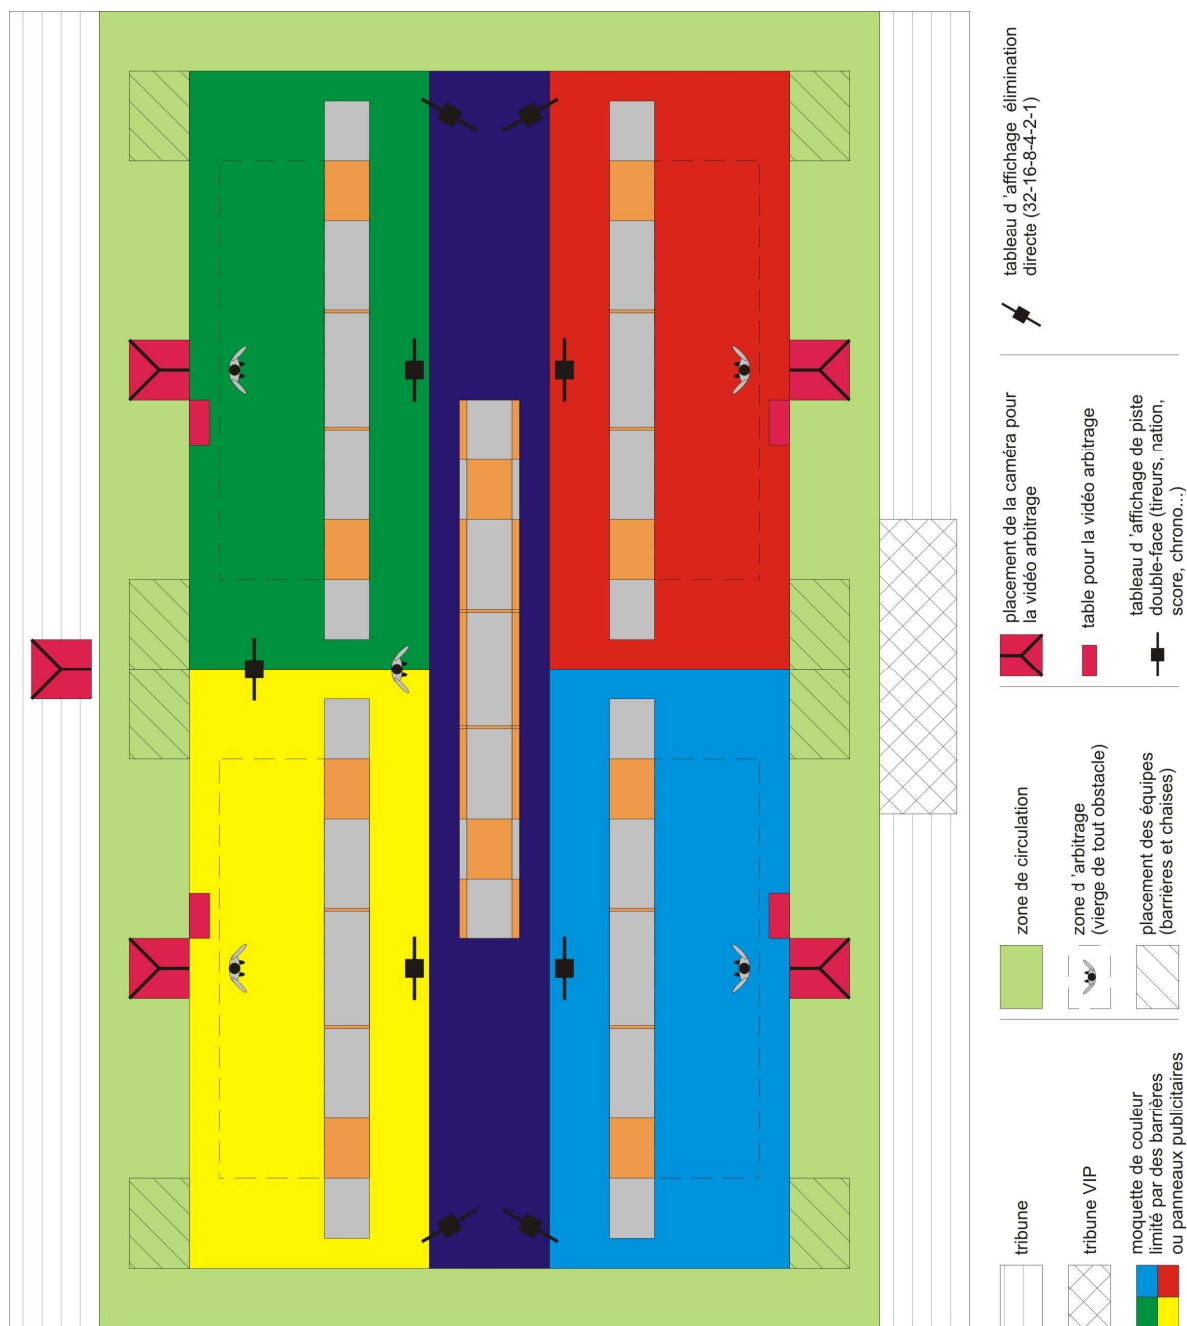 tribune
tribune VIP
moquette de couleur
limité par des barrières
ou panneaux publicitaires
zone de circulation
zone d 'arbitrage
(vierge de tout obstacle)
placement des équipes
(barrières et chaises)
placement de la caméra pour
la vidéo arbitrage
table pour la vidéo arbitrage
tableau d 'affichage de piste
double-face (tireurs, nation,
score, chrono...)
tableau d 'affichage élimination
directe (32-16-8-4-2-1)